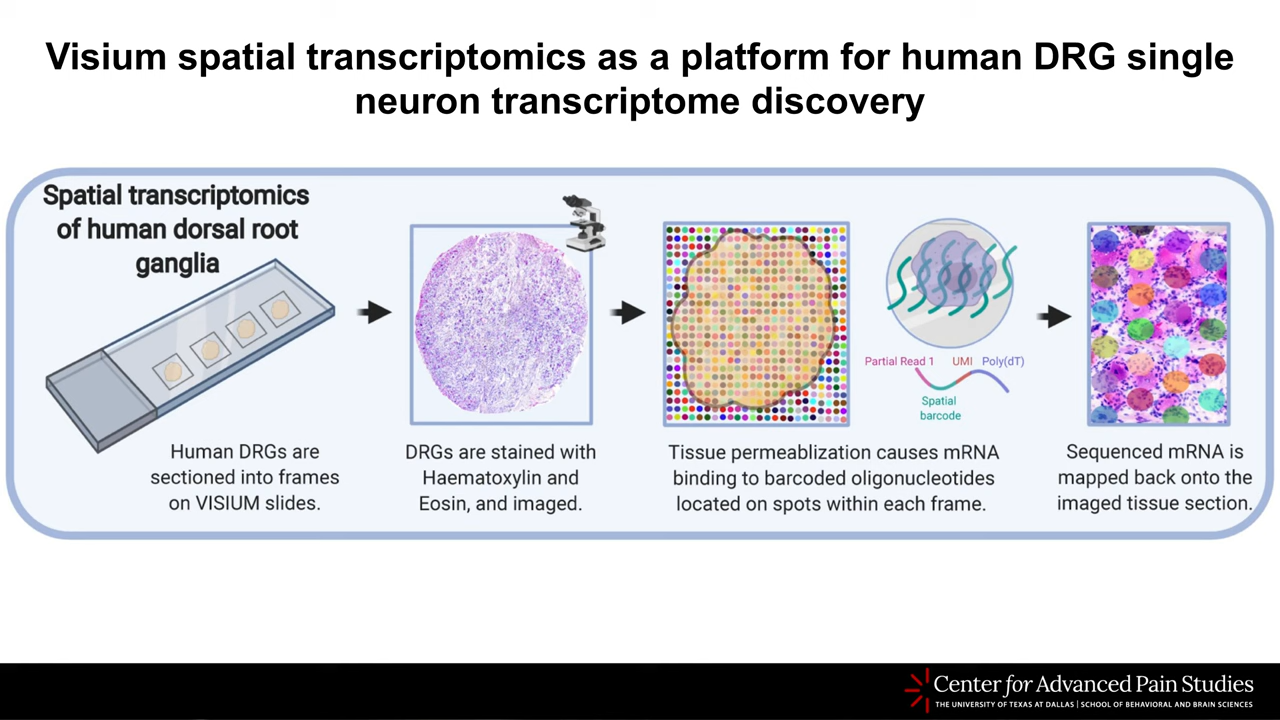 Visium spatial transcriptomics as a platform for human DRG single
neuron transcriptome discovery
Spatial transcriptomics
of human dorsal root
ganglia
Human DRGs are
sectioned into frames
on VISIUM slides.
DRGs are stained with
Haematoxylin and
Eosin, and imaged.
Partial Read 1
UMI
Poly(dT)
Spatial
barcode
Tissue permeablization causes mRNA
binding to barcoded oligonucleotides
located on spots within each frame.
Sequenced mRNA is
mapped back onto the
imaged tissue section.
Center for Advanced Pain Studies
THE UNIVERSITY OF TEXAS AT DALLAS | SCHOOL OF BEHAVIORAL AND BRAIN SCIENCES